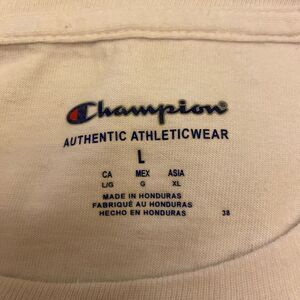 Champion
AUTHENTIC ATHLETICWEAR
L
CA MEX ASIA
L/G G XL
MADE IN HONDURAS
FABRIQUÉ AU HONDURAS
HECHO EN HONDURAS 38